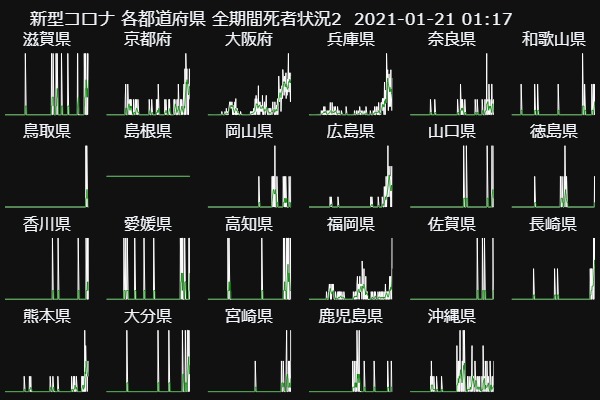 新型コロナ 各都道府県 全期間死者状況2 2021-01-21 01:17
滋賀県 京都府 大阪府 兵庫県 奈良県 和歌山県
鳥取県 島根県 岡山県 広島県 山口県 徳島県
香川県 愛媛県 高知県 福岡県 佐賀県 長崎県
熊本県 大分県 宮崎県 鹿児島県 沖縄県